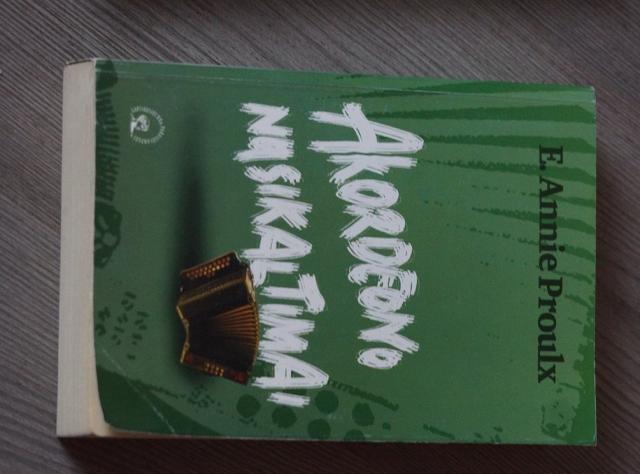 E. Annie Proulx
AKORDEONO
NUSIKALTIMAI